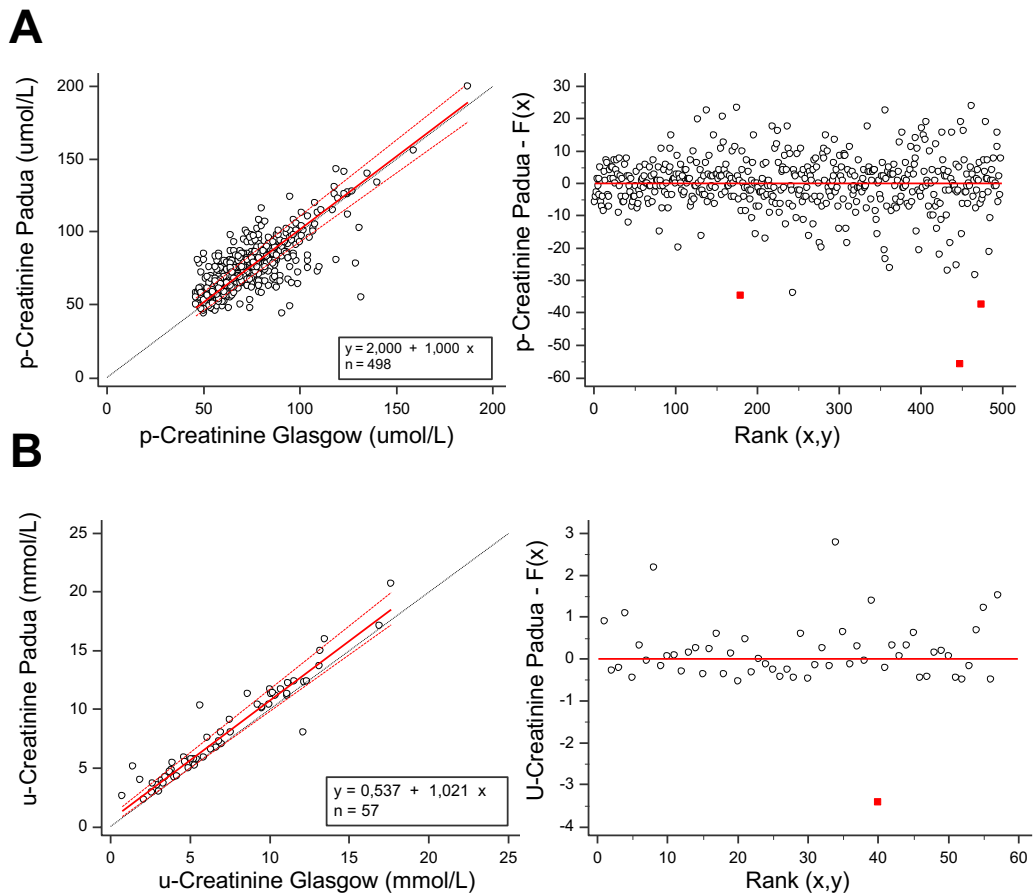 A
p-Creatinine Padua (umol/L)
200
150
100
50
0
y = 2,000 + 1,000 x
n = 498
0 50 100 150 200
p-Creatinine Glasgow (umol/L)
p-Creatinine Padua - F(x)
30
20
10
0
-10
-20
-30
-40
-50
-60
0 100 200 300 400 500
Rank (x,y)
B
u-Creatinine Padua (mmol/L)
25
20
15
10
5
0
y = 0,537 + 1,021 x
n = 57
0 5 10 15 20 25
u-Creatinine Glasgow (mmol/L)
U-Creatinine Padua - F(x)
3
2
1
0
-1
-2
-3
-4
0 10 20 30 40 50 60
Rank (x,y)